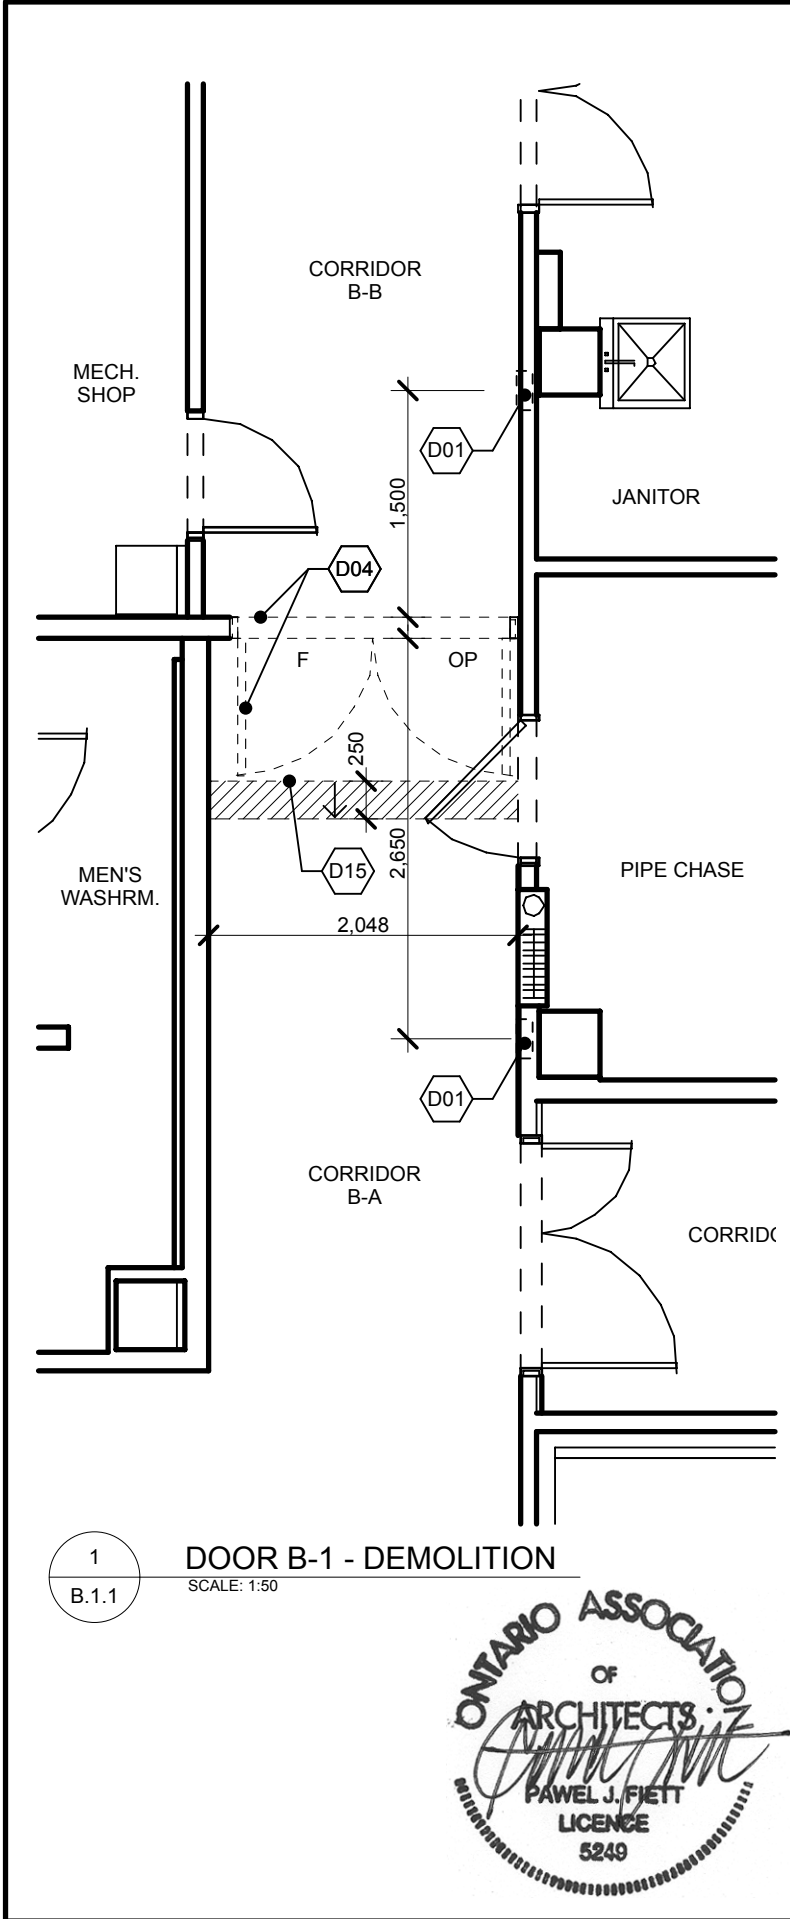 CORRIDOR
B-B
MECH.
SHOP
D01
1,500
JANITOR
D04
F
OP
250
D15
2,650
MEN'S
WASHRM.
PIPE CHASE
2,048
D01
CORRIDOR
B-A
CORRIDO
1
B.1.1
DOOR B-1 - DEMOLITION
SCALE: 1:50
ONTARIO ASSOCIATION
OF
ARCHITECTS
PAWEL J. FIETT
LICENCE
5249